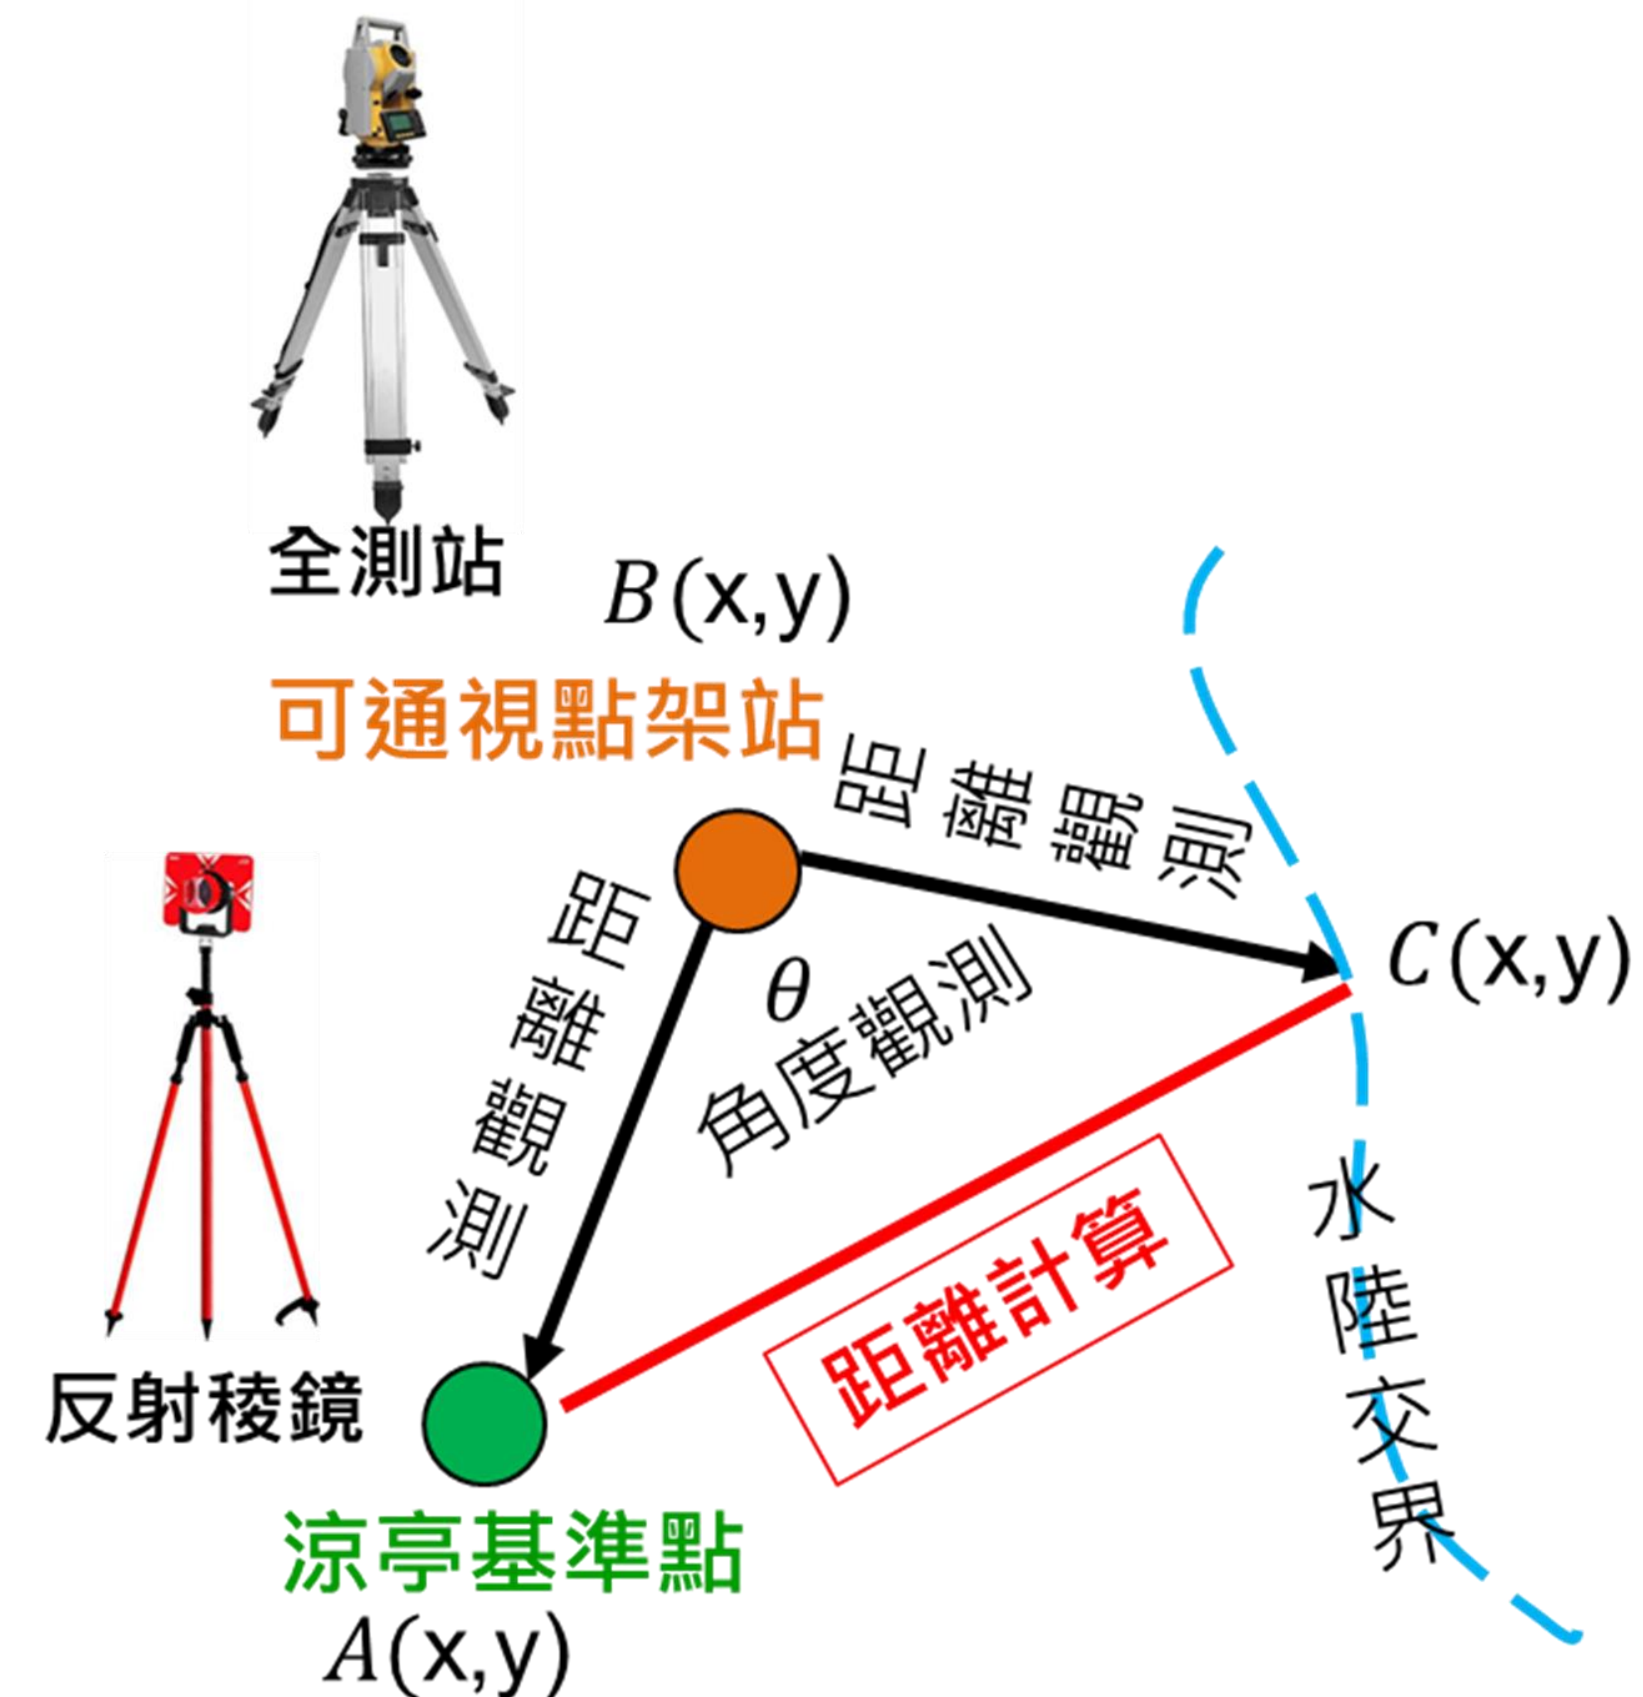 全測站
B(x,y)
可通視點架站
距離觀測
距離觀測
θ
角度觀測
C(x,y)
距離計算
水陸交界
反射稜鏡
涼亭基準點
A(x,y)